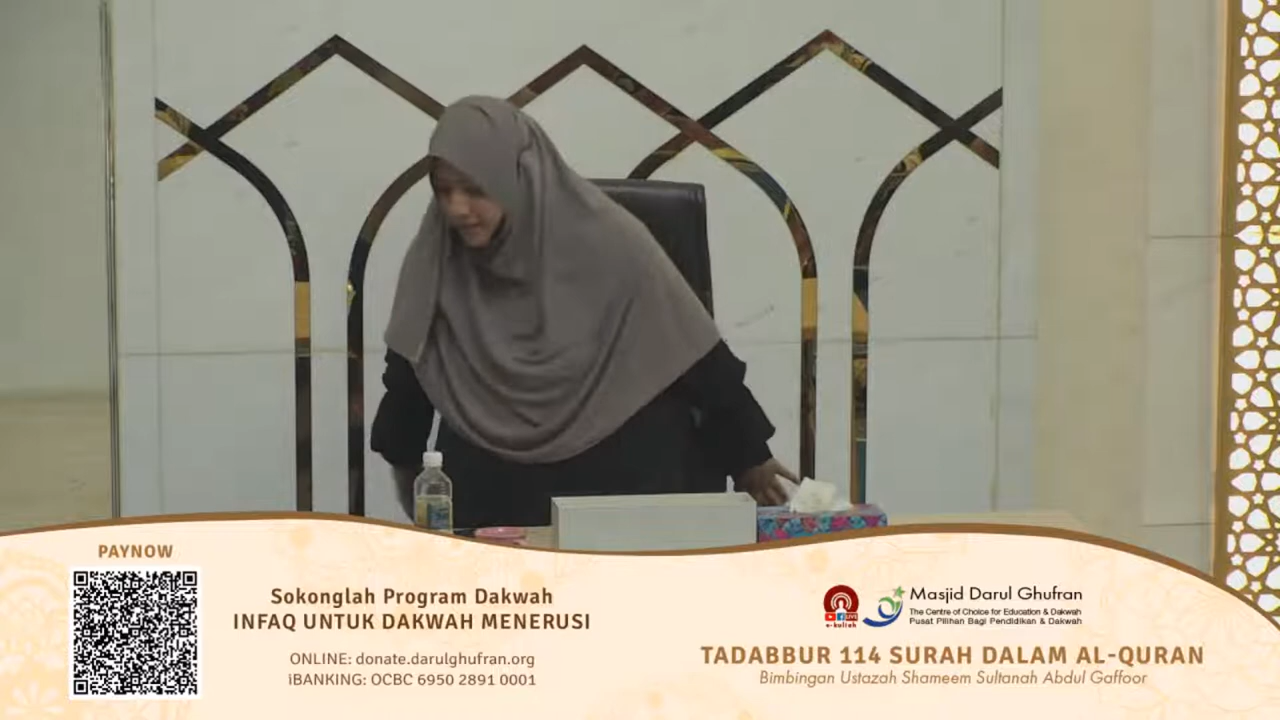 PAYNOW
Sokonglah Program Dakwah
INFAQ UNTUK DAKWAH MENERUSI
ONLINE: donate.darulghufran.org
iBANKING: OCBC 6950 2891 0001
LIVE
e-kuliah
Masjid Darul Ghufran
The Centre of Choice for Education & Dakwah
Pusat Pilihan Bagi Pendidikan & Dakwah
TADABBUR 114 SURAH DALAM AL-QURAN
Bimbingan Ustazah Shameem Sultanah Abdul Gaffoor